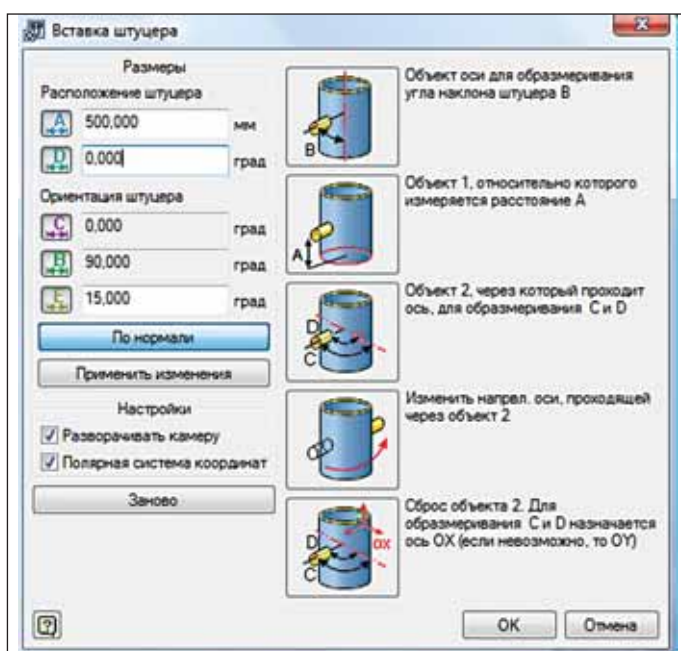 Вставка штуцера
Размеры
Расположение штуцера
A 500,000 мм
D 0,000 град
Ориентация штуцера
C 0,000 град
B 90,000 град
E 15,000 град
По нормали
Применить изменения
Настройки
Разворачивать камеру
Полярная система координат
Заново
B
Объект оси для образмеривания
угла наклона штуцера B
A
Объект 1, относительно которого
измеряется расстояние A
D
C
Объект 2, через который проходит
ось, для образмеривания C и D
Изменить напрвл. оси, проходящей
через объект 2
D
OX
C
Сброс объекта 2. Для
образмеривания C и D назначается
ось OX (если невозможно, то OY)
?
OK
Отмена